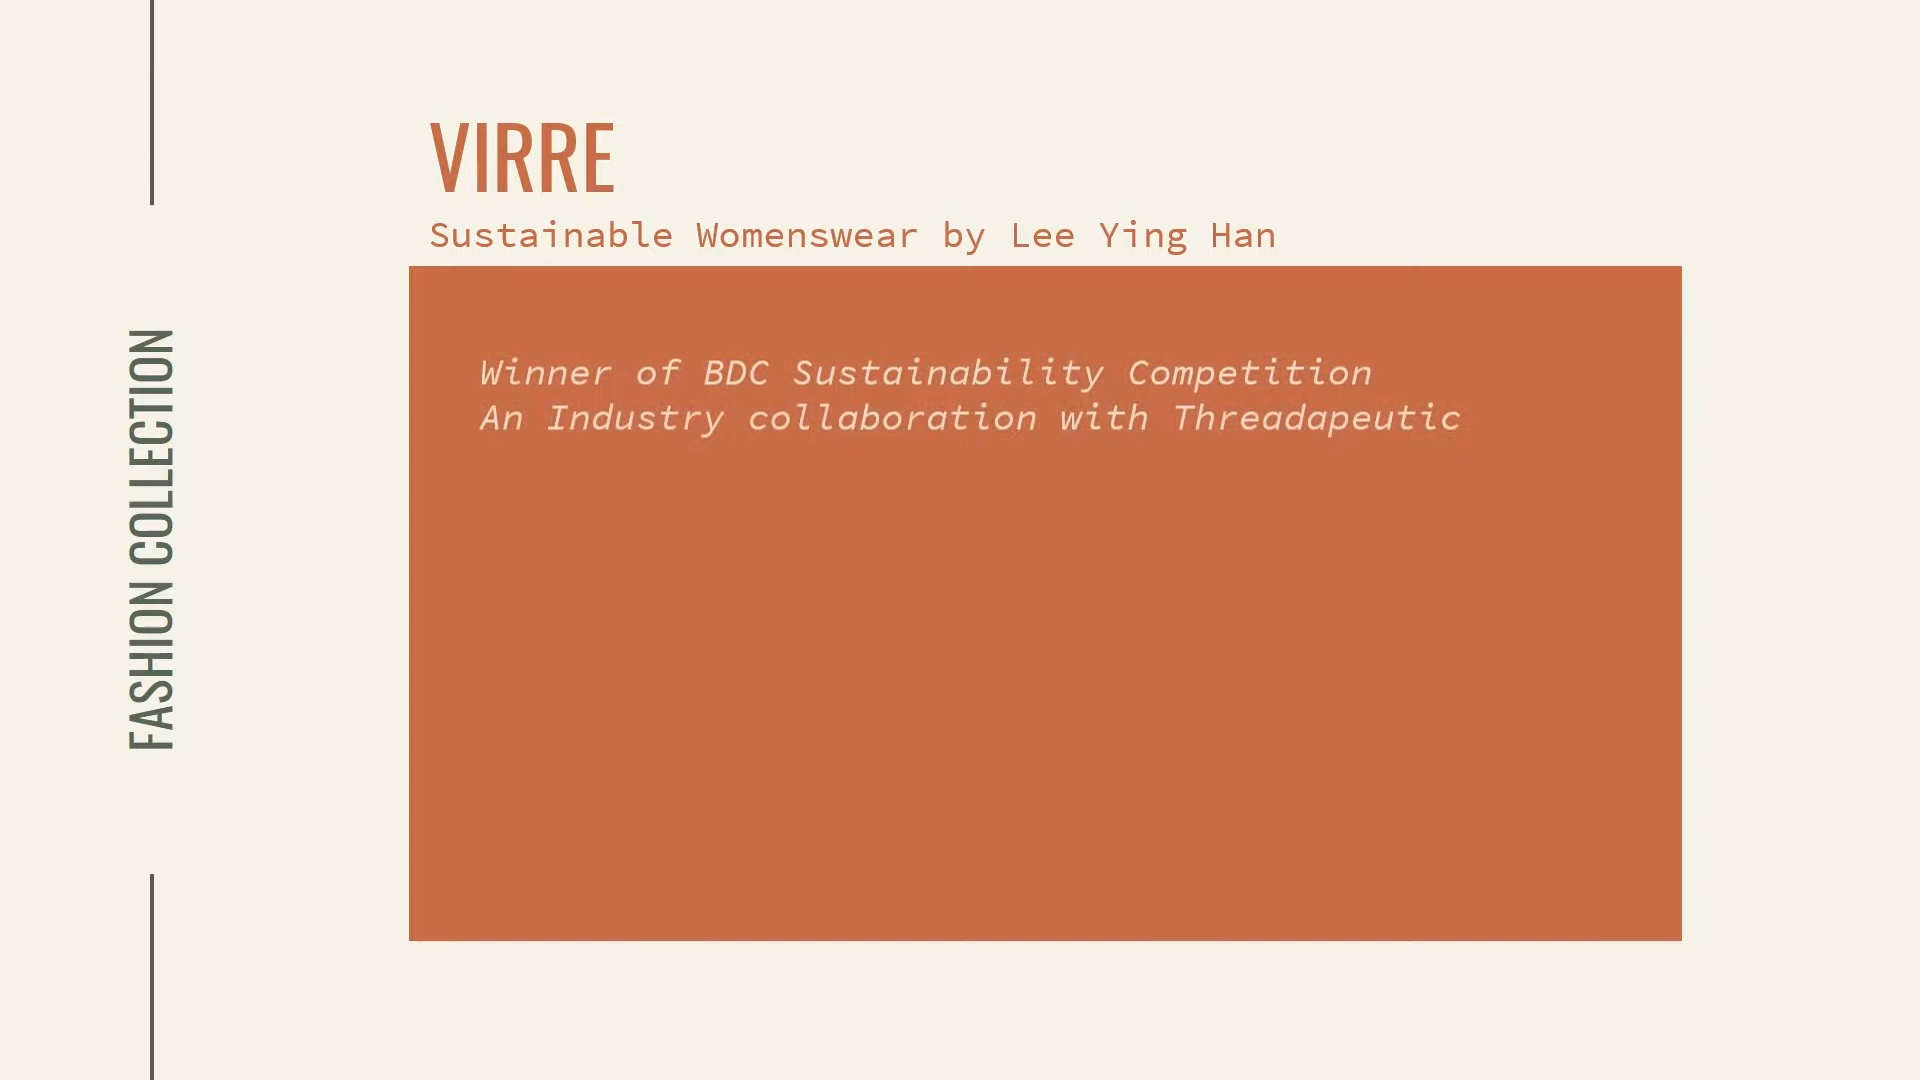 FASHION COLLECTION
VIRRE
Sustainable Womenswear by Lee Ying Han
Winner of BDC Sustainability Competition
An Industry collaboration with Threadapeutic